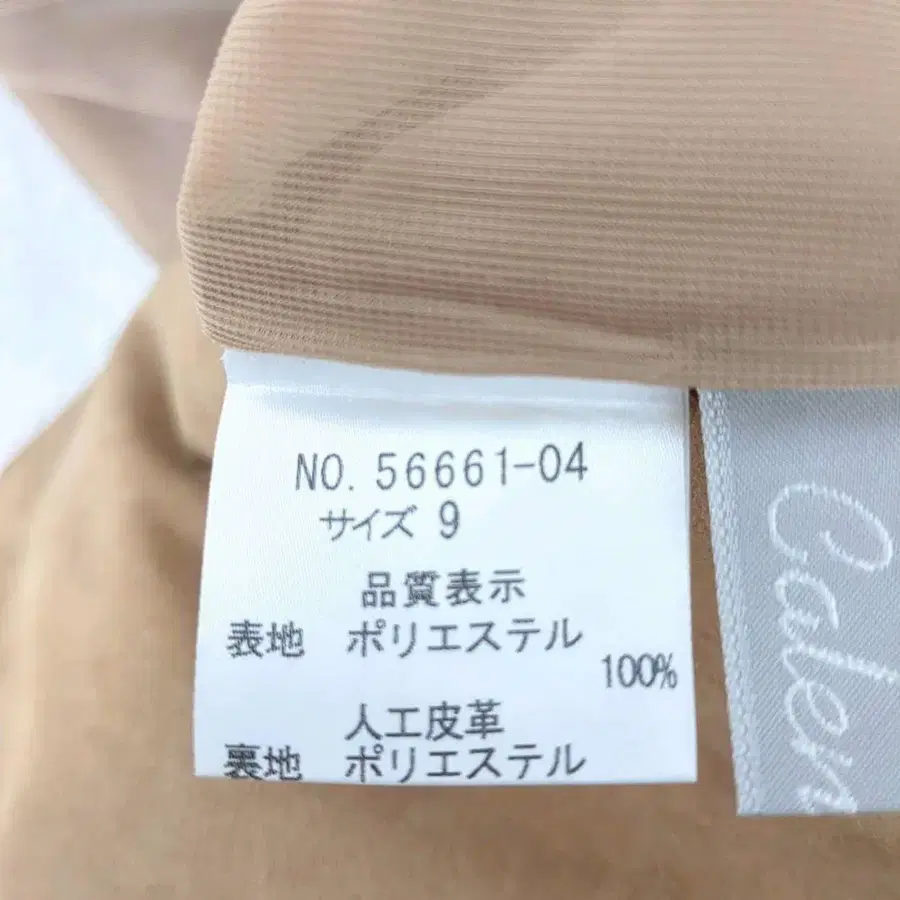 NO. 56661-04
サイズ 9
品質表示
表地 ポリエステル
100%
人工皮革
裏地 ポリエステル